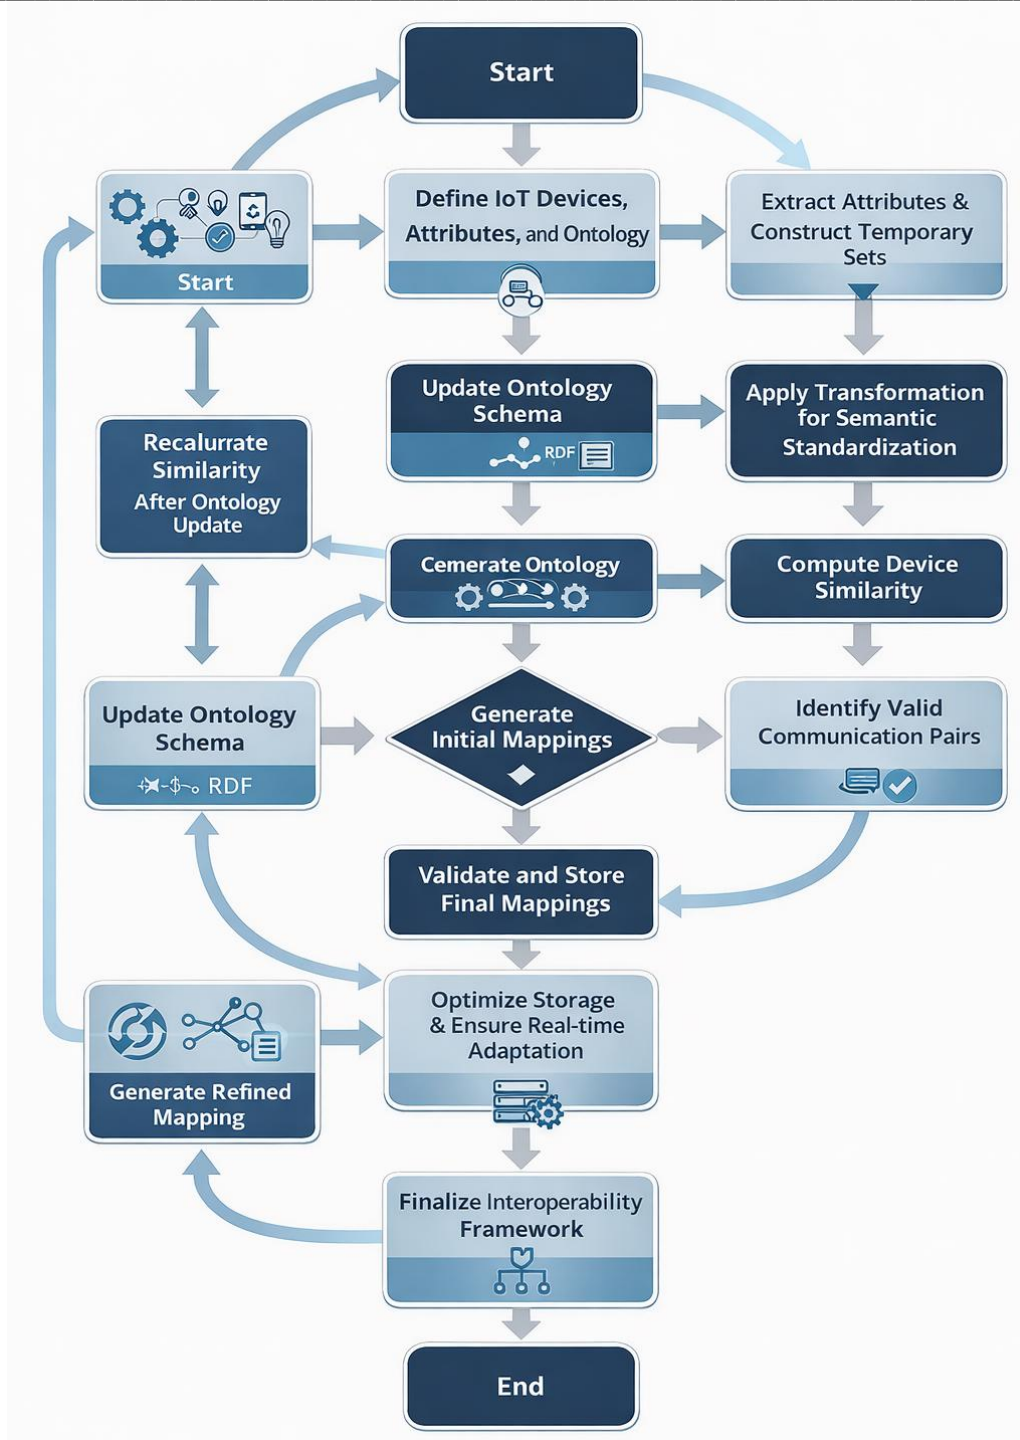 Start
Start
Define IoT Devices,
Attributes, and Ontology
Extract Attributes &
Construct Temporary
Sets
Update Ontology
Schema
RDF
Apply Transformation
for Semantic
Standardization
Recalurrate
Similarity
After Ontology
Update
Cemerate Ontology
Compute Device
Similarity
Update Ontology
Schema
RDF
Generate
Initial Mappings
Identify Valid
Communication Pairs
Validate and Store
Final Mappings
Generate Refined
Mapping
Optimize Storage
& Ensure Real-time
Adaptation
Finalize Interoperability
Framework
End